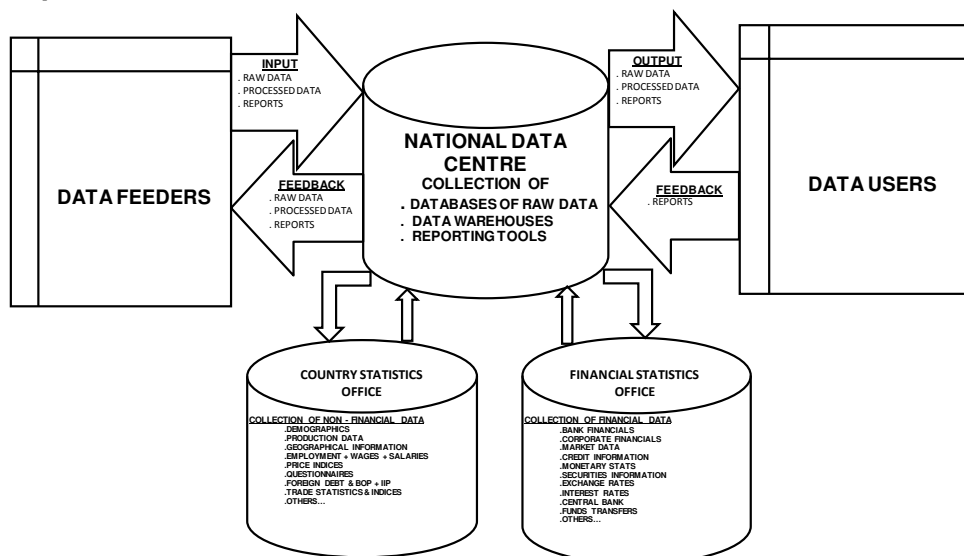 INPUT
. RAW DATA
. PROCESSED DATA
. REPORTS
OUTPUT
. RAW DATA
. PROCESSED DATA
. REPORTS
DATA FEEDERS
NATIONAL DATA
CENTRE
COLLECTION OF
. DATABASES OF RAW DATA
. DATA WAREHOUSES
. REPORTING TOOLS
DATA USERS
FEEDBACK
. RAW DATA
. PROCESSED DATA
. REPORTS
FEEDBACK
. REPORTS
COUNTRY STATISTICS
OFFICE
COLLECTION OF NON - FINANCIAL DATA
.DEMOGRAPHICS
.PRODUCTION DATA
.GEOGRAPHICAL INFORMATION
.EMPLOYMENT + WAGES + SALARIES
.PRICE INDICES
.QUESTIONNAIRES
.FOREIGN DEBT & BOP + IIP
.TRADE STATISTICS & INDICES
.OTHERS...
FINANCIAL STATISTICS
OFFICE
COLLECTION OF FINANCIAL DATA
.BANK FINANCIALS
.CORPORATE FINANCIALS
.MARKET DATA
.CREDIT INFORMATION
.MONETARY STATS
.SECURITIES INFORMATION
.EXCHANGE RATES
.INTEREST RATES
.CENTRAL BANK
.FUNDS TRANSFERS
.OTHERS...